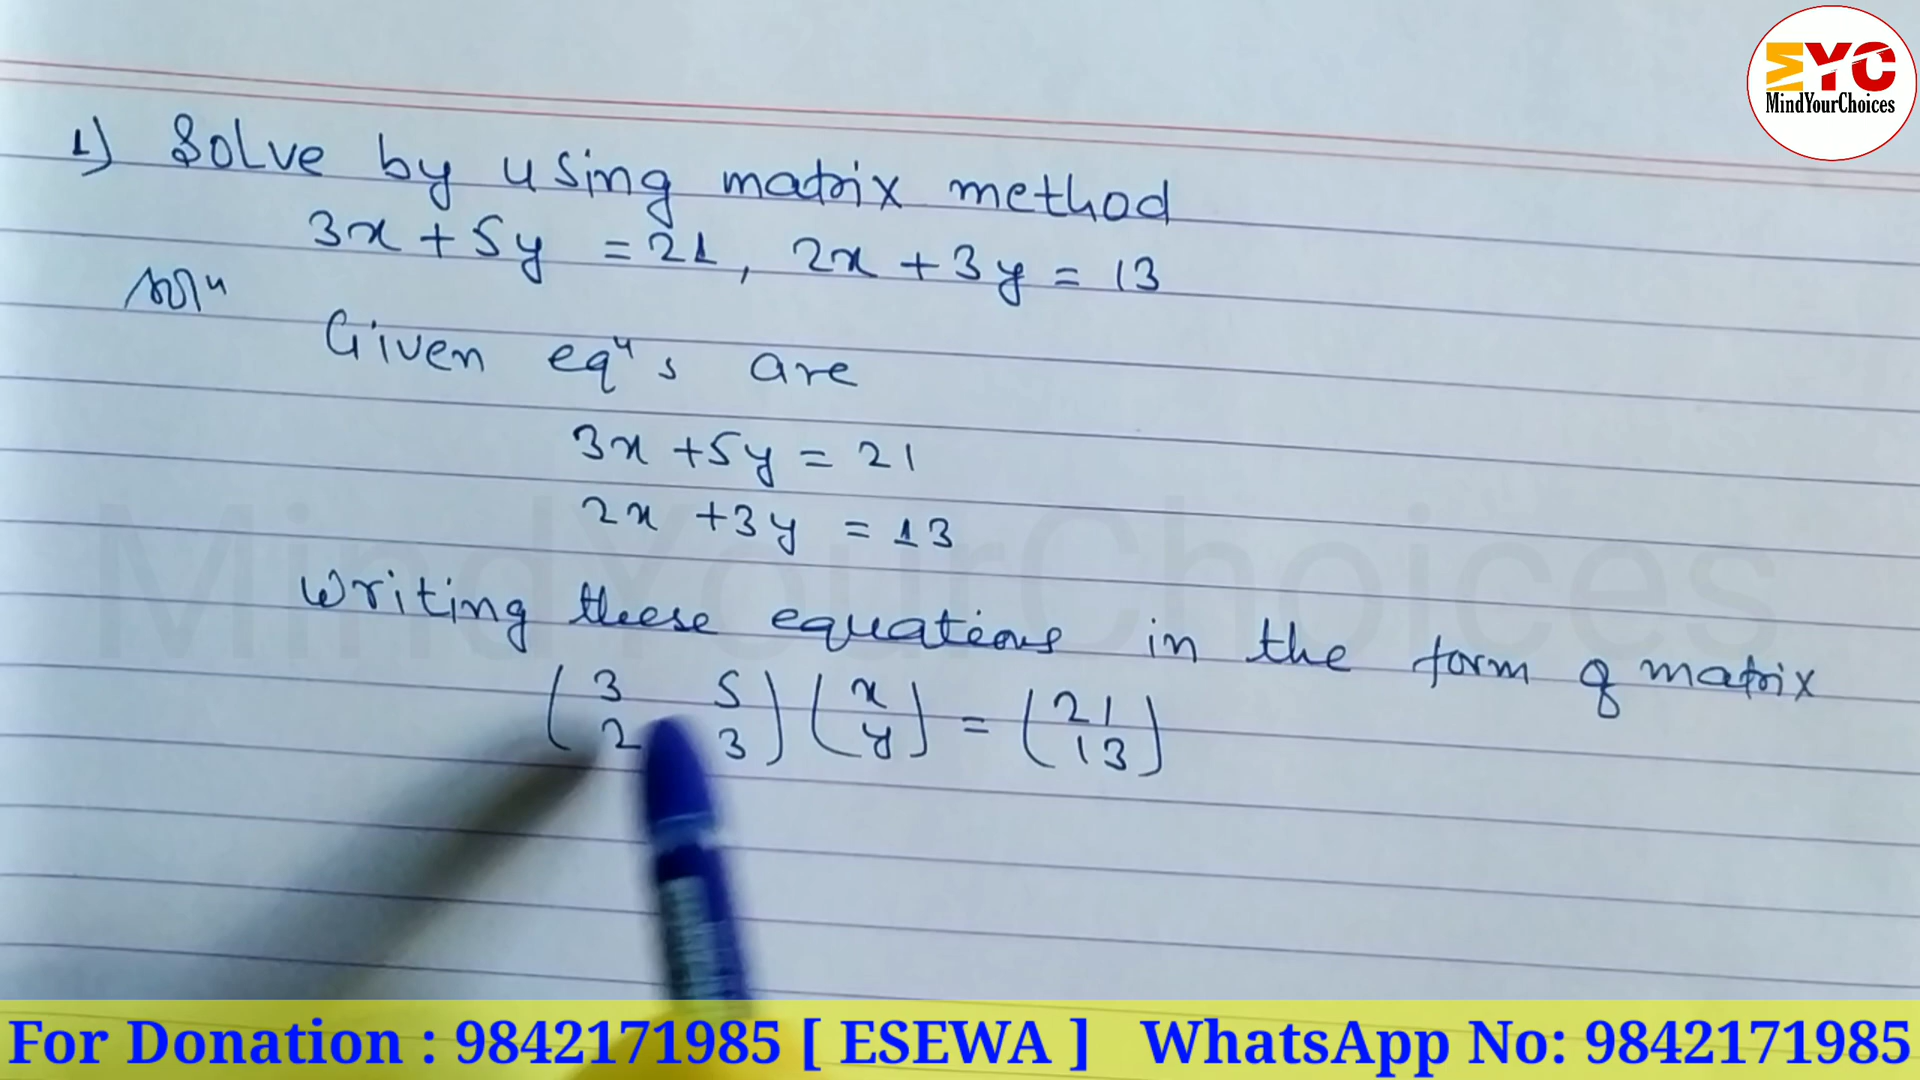 MYC
MindYourChoices
1) Solve by using matrix method
3x + 5y = 21, 2x + 3y = 13
Solⁿ
Given eqⁿs are
3x + 5y = 21
2x + 3y = 13
MindYourChoices
Writing these equations in the form of matrix
( 3 5 ) ( x ) = ( 21 )
( 2 3 ) ( y ) ( 13 )
For Donation : 9842171985 [ ESEWA ] WhatsApp No: 9842171985